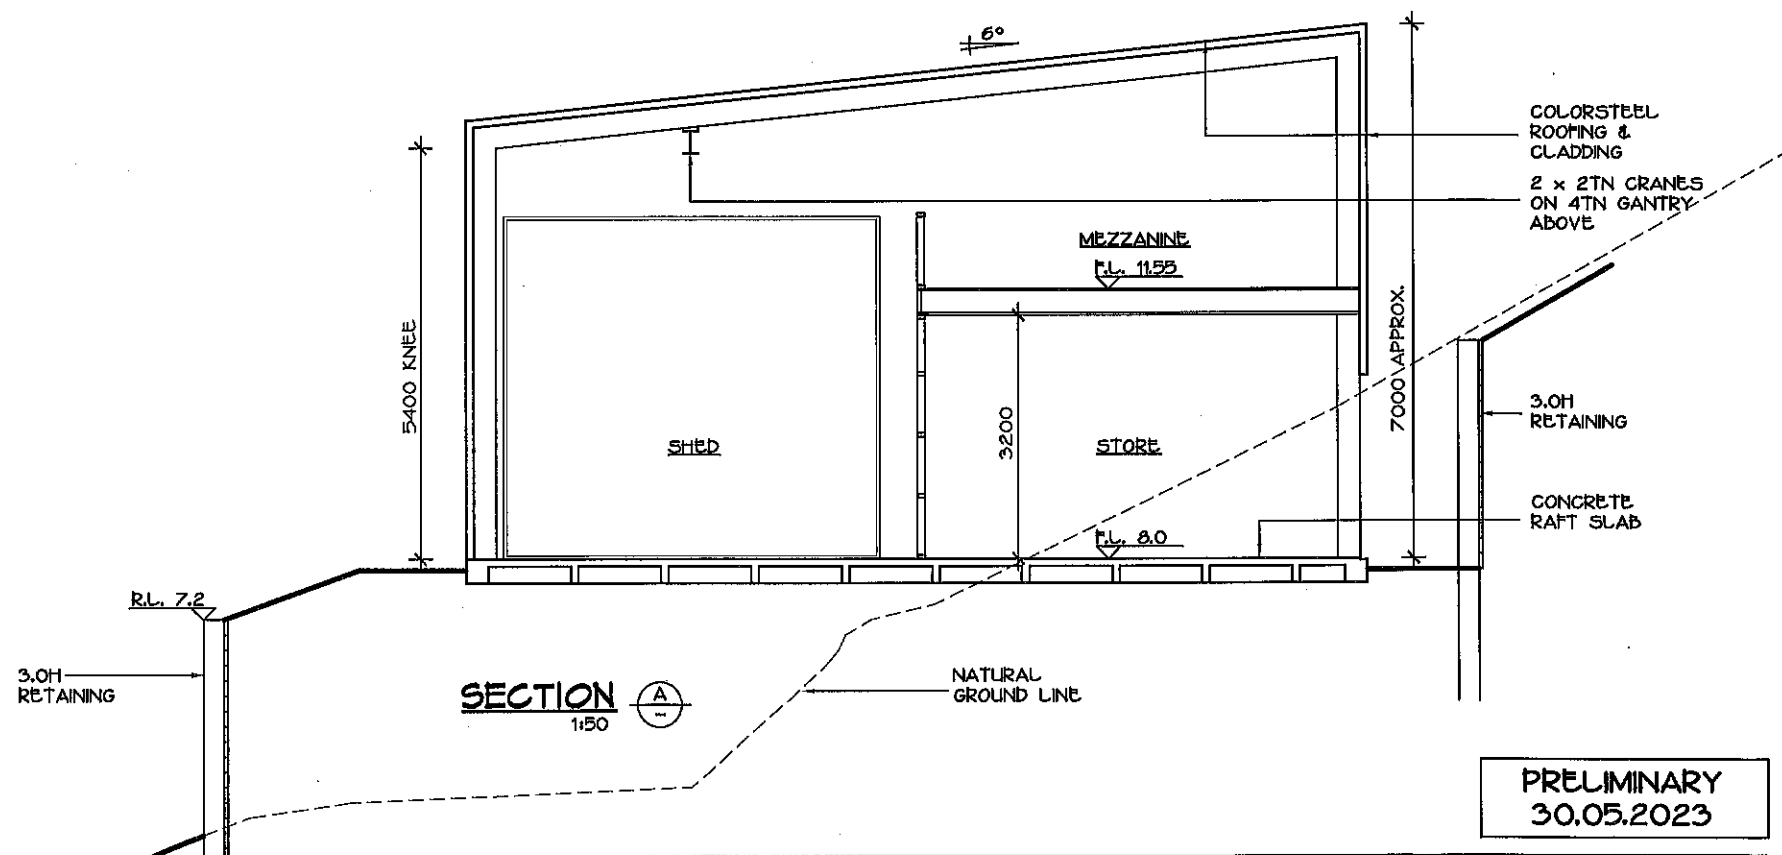 6°
COLORSTEEL
ROOFING &
CLADDING
2 x 2TN CRANES
ON 4TN GANTRY
ABOVE
MEZZANINE
F.L. 11.55
5400 KNEE
7000 APPROX.
3200
SHED
STORE
3.0H
RETAINING
CONCRETE
RAFT SLAB
F.L. 8.0
R.L. 7.2
3.0H
RETAINING
SECTION
1:50
A
-
NATURAL
GROUND LINE
PRELIMINARY
30.05.2023